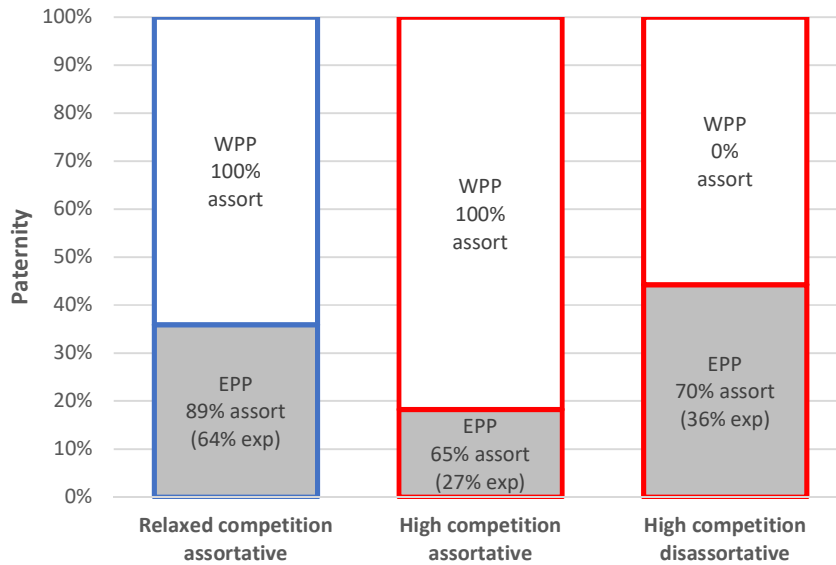 100%
90%
80%
70%
60%
50%
40%
30%
20%
10%
0%
Paternity
WPP
100%
assort
EPP
89% assort
(64% exp)
WPP
100%
assort
EPP
65% assort
(27% exp)
WPP
0%
assort
EPP
70% assort
(36% exp)
Relaxed competition
assortative
High competition
assortative
High competition
disassortative